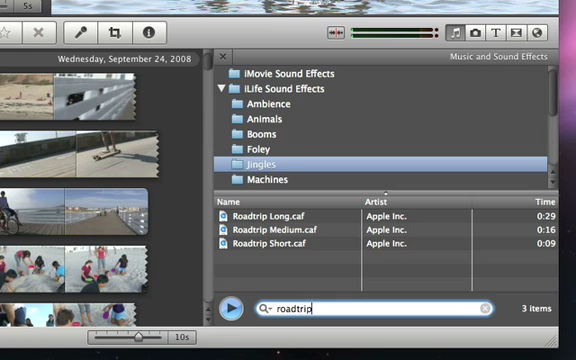 5s
Wednesday, September 24, 2008
Music and Sound Effects
iMovie Sound Effects
iLife Sound Effects
Ambience
Animals
Booms
Foley
Jingles
Machines
Name Artist Time
Roadtrip Long.caf Apple Inc. 0:29
Roadtrip Medium.caf Apple Inc. 0:16
Roadtrip Short.caf Apple Inc. 0:09
roadtrip
3 items
10s